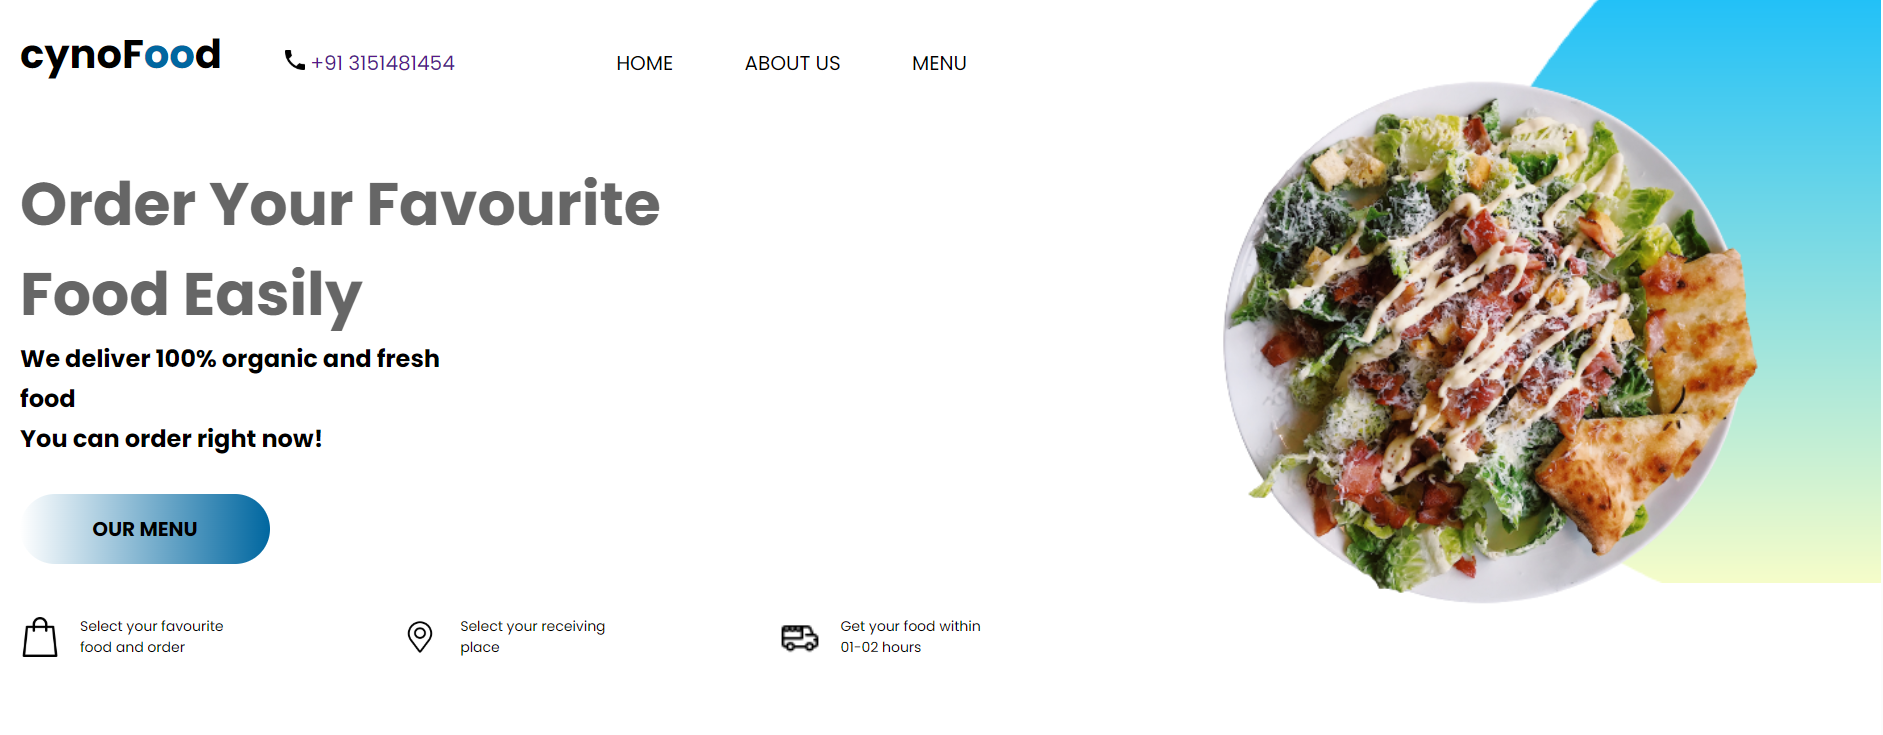 cynoFood
+91 3151481454
HOME
ABOUT US
MENU
Order Your Favourite
Food Easily
We deliver 100% organic and fresh
food
You can order right now!
OUR MENU
Select your favourite
food and order
Select your receiving
place
Get your food within
01-02 hours